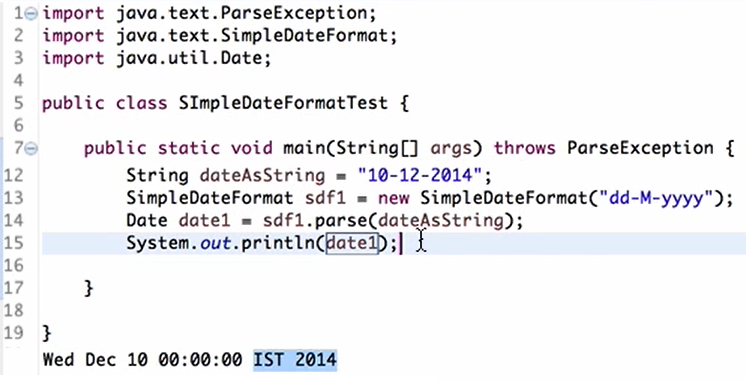 1 import java.text.ParseException;
2 import java.text.SimpleDateFormat;
3 import java.util.Date;
4
5 public class SImpleDateFormatTest {
6
7 public static void main(String[] args) throws ParseException {
12 String dateAsString = "10-12-2014";
13 SimpleDateFormat sdf1 = new SimpleDateFormat("dd-M-yyyy");
14 Date date1 = sdf1.parse(dateAsString);
15 System.out.println(date1);
16
17 }
18
19 }
Wed Dec 10 00:00:00 IST 2014